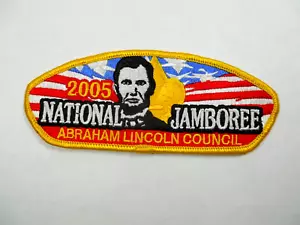 2005
NATIONAL JAMBOREE
ABRAHAM LINCOLN COUNCIL